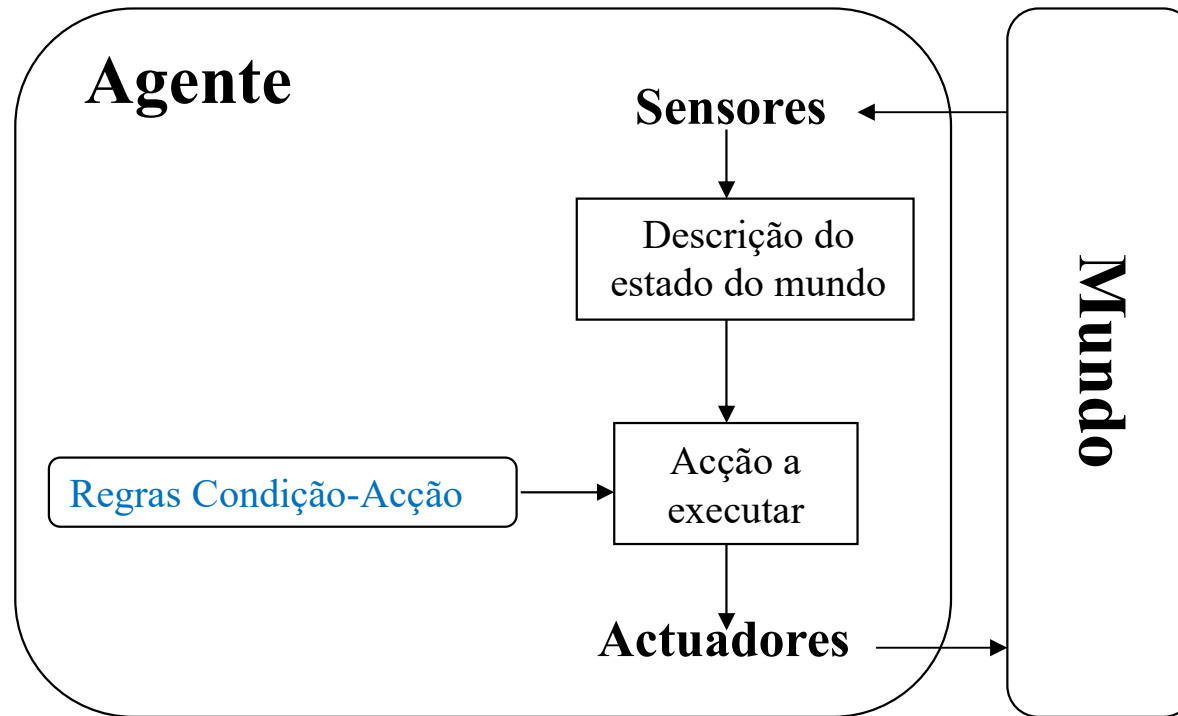 Agente
Sensores
Descrição do
estado do mundo
Mundo
Regras Condição-Acção
Acção a
executar
Actuadores